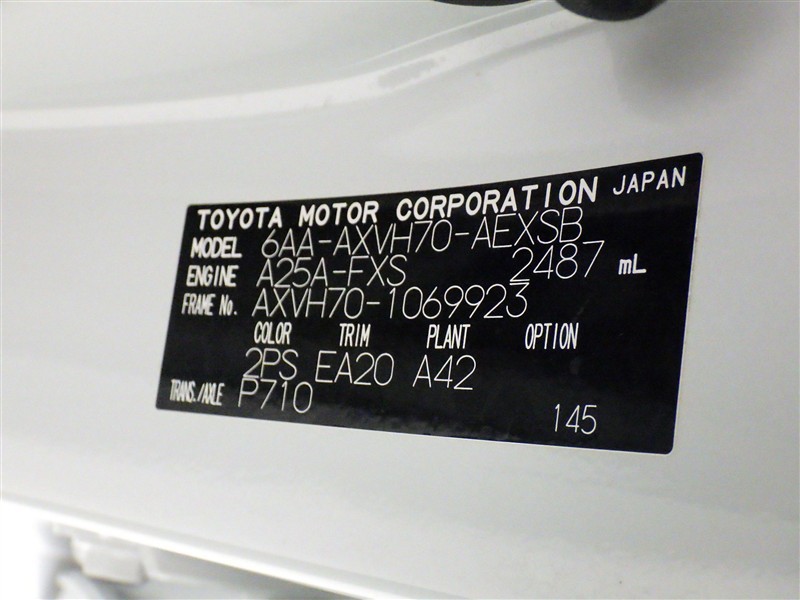 TOYOTA MOTOR CORPORATION JAPAN
MODEL 6AA-AXVH70-AEXSB
ENGINE A25A-FXS 2487 mL
FRAME No. AXVH70-1069923
COLOR TRIM PLANT OPTION
2PS EA20 A42
TRANS./AXLE P710
145